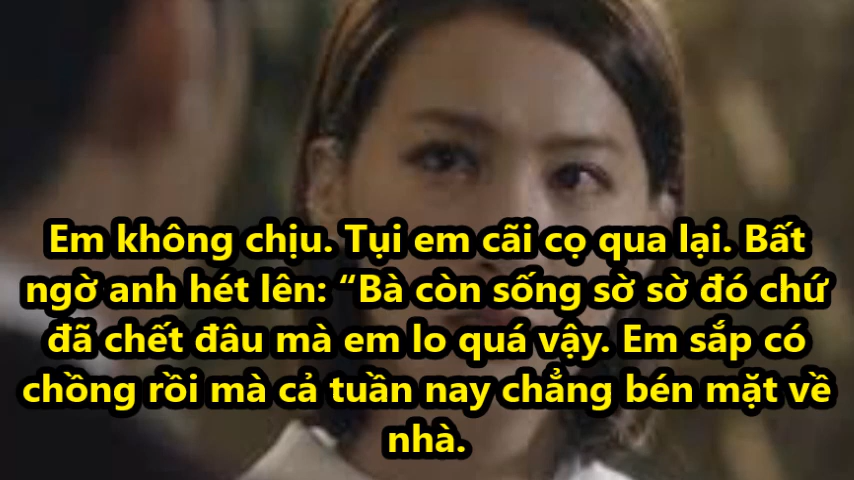 Em không chịu. Tụi em cãi cọ qua lại. Bất
ngờ anh hét lên: “Bà còn sống sờ sờ đó chứ
đã chết đâu mà em lo quá vậy. Em sắp có
chồng rồi mà cả tuần nay chẳng bén mặt về
nhà.